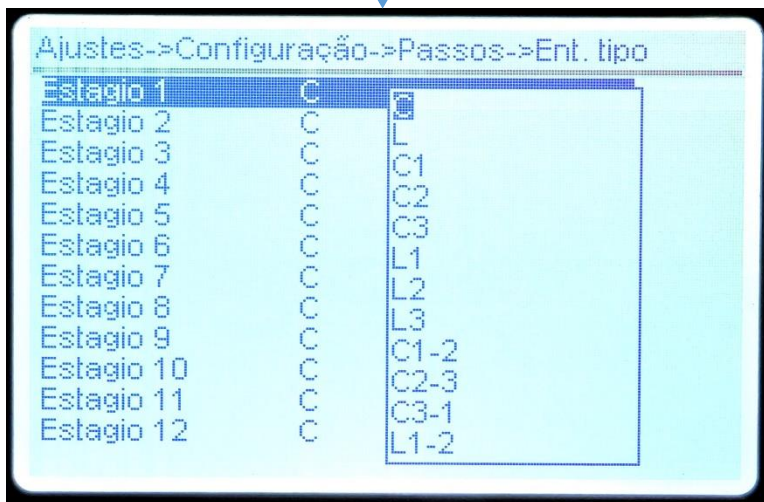 Ajustes->Configuração->Passos->Ent. tipo
Estagio 1 C C
Estagio 2 C L
Estagio 3 C C1
Estagio 4 C C2
Estagio 5 C C3
Estagio 6 C L1
Estagio 7 C L2
Estagio 8 C L3
Estagio 9 C C1-2
Estagio 10 C C2-3
Estagio 11 C C3-1
Estagio 12 C L1-2